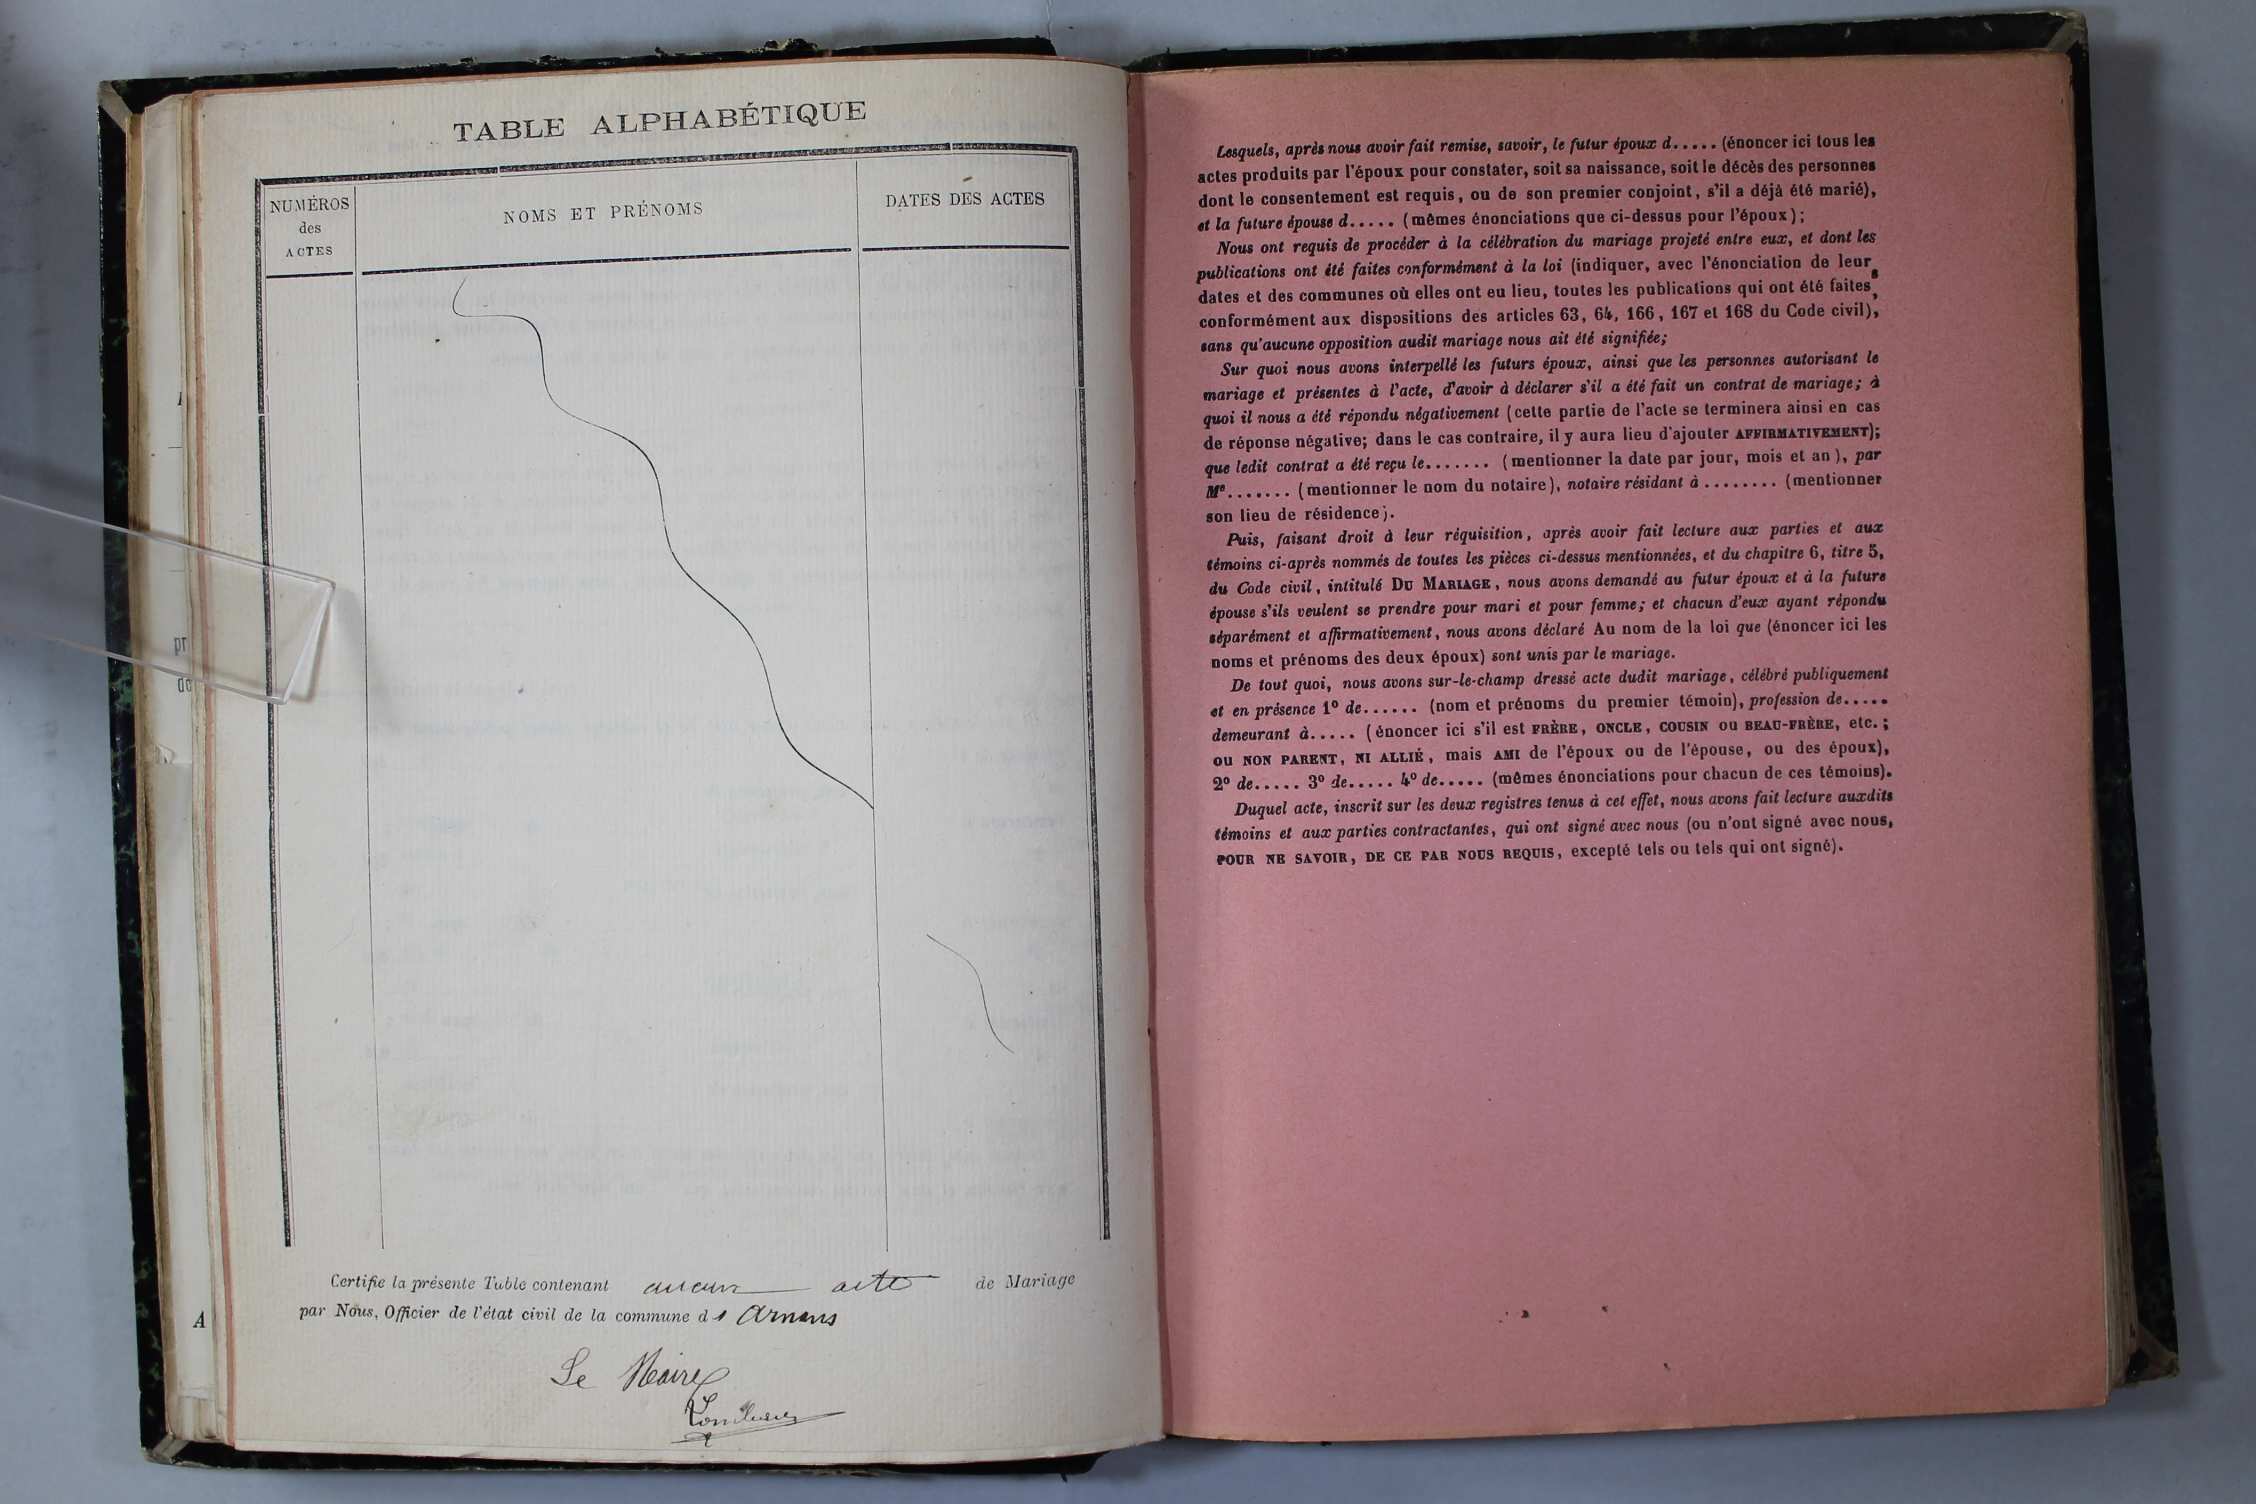 TABLE ALPHABÉTIQUE
NUMÉROS
des
ACTES
NOMS ET PRÉNOMS
DATES DES ACTES
pr
de
A
Certifie la présente Table contenant aucun acte de Mariage
par Nous, Officier de l'état civil de la commune d Arnans
Le Maire
Lesquels, après nous avoir fait remise, savoir, le futur époux d..... (énoncer ici tous les
actes produits par l'époux pour constater, soit sa naissance, soit le décès des personnes
dont le consentement est requis, ou de son premier conjoint, s'il a déjà été marié),
et la future épouse d..... (mêmes énonciations que ci-dessus pour l'époux);
Nous ont requis de procéder à la célébration du mariage projeté entre eux, et dont les
publications ont été faites conformément à la loi (indiquer, avec l'énonciation de leurs
dates et des communes où elles ont eu lieu, toutes les publications qui ont été faites,
conformément aux dispositions des articles 63, 64, 166, 167 et 168 du Code civil),
sans qu'aucune opposition audit mariage nous ait été signifiée;
Sur quoi nous avons interpellé les futurs époux, ainsi que les personnes autorisant le
mariage et présentes à l'acte, d'avoir à déclarer s'il a été fait un contrat de mariage; à
quoi il nous a été répondu négativement (cette partie de l'acte se terminera ainsi en cas
de réponse négative; dans le cas contraire, il y aura lieu d'ajouter AFFIRMATIVEMENT);
que ledit contrat a été reçu le....... (mentionner la date par jour, mois et an), par
Me....... (mentionner le nom du notaire), notaire résidant à ........ (mentionner
son lieu de résidence).
Puis, faisant droit à leur réquisition, après avoir fait lecture aux parties et aux
témoins ci-après nommés de toutes les pièces ci-dessus mentionnées, et du chapitre 6, titre 5,
du Code civil, intitulé DU MARIAGE, nous avons demandé au futur époux et à la future
épouse s'ils veulent se prendre pour mari et pour femme; et chacun d'eux ayant répondu
séparément et affirmativement, nous avons déclaré Au nom de la loi que (énoncer ici les
noms et prénoms des deux époux) sont unis par le mariage.
De tout quoi, nous avons sur-le-champ dressé acte dudit mariage, célébré publiquement
et en présence 1º de...... (nom et prénoms du premier témoin), profession de.....
demeurant à..... (énoncer ici s'il est FRÈRE, ONCLE, COUSIN OU BEAU-FRÈRE, etc.;
OU NON PARENT, NI ALLIÉ, mais AMI de l'époux ou de l'épouse, ou des époux),
2º de..... 3º de..... 4º de..... (mêmes énonciations pour chacun de ces témoins).
Duquel acte, inscrit sur les deux registres tenus à cet effet, nous avons fait lecture auxdits
témoins et aux parties contractantes, qui ont signé avec nous (ou n'ont signé avec nous,
POUR NE SAVOIR, DE CE PAR NOUS REQUIS, excepté tels ou tels qui ont signé).